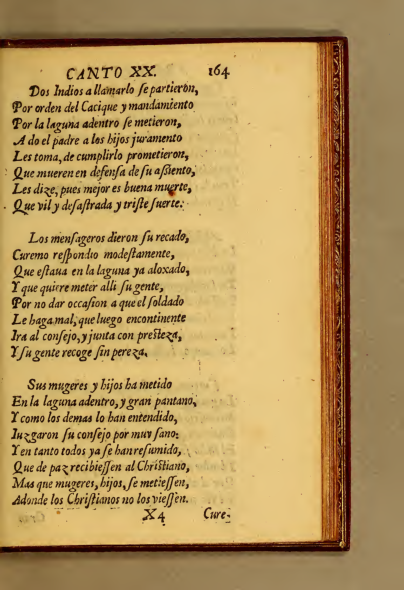 CANTO XX. 164
Dos Indios a llamarlo ſe partieron,
Por orden del Cacique y mandamiento
Por la laguna adentro ſe metieron,
A do el padre a los hijos juramento
Les toma, de cumplirlo prometieron,
Que mueren en defenſa de ſu aſsiento,
Les dize, pues mejor es buena muerte,
Que vil y deſaſtrada y triſte ſuerte.
Los menſageros dieron ſu recado,
Curemo reſpondio modeſtamente,
Que eſtaua en la laguna ya aloxado,
Y que quiere meter alli ſu gente,
Por no dar occaſion a que el ſoldado
Le haga mal, que luego encontinente
Ira al conſejo, y junta con preſteza,
Y ſu gente recoge ſin pereza.
Sus mugeres y hijos ha metido
En la laguna adentro, y gran pantano,
Y como los demas lo han entendido,
Iuzgaron ſu conſejo por muy ſano:
Y en tanto todos ya ſe han reſumido,
Que de paz recibieſſen al Chriſtiano,
Mas que mugeres, hijos, ſe metieſſen,
Adonde los Chriſtianos no los vieſſen.
X4 Cure-